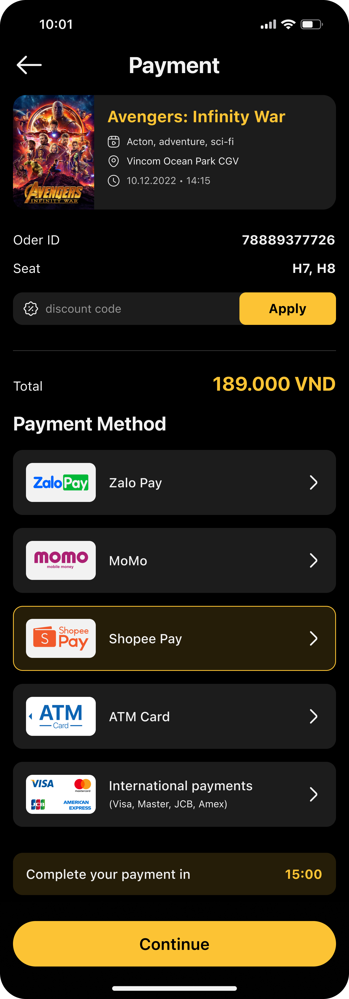 10:01
Payment
AVENGERS
INFINITY WAR
Avengers: Infinity War
Acton, adventure, sci-fi
Vincom Ocean Park CGV
10.12.2022 • 14:15
Oder ID 78889377726
Seat H7, H8
discount code Apply
Total 189.000 VND
Payment Method
ZaloPay Zalo Pay
momo
mobile money
MoMo
S Shopee
Pay
Shopee Pay
ATM
Card
ATM Card
VISA mastercard
JCB AMERICAN
EXPRESS
International payments
(Visa, Master, JCB, Amex)
Complete your payment in 15:00
Continue